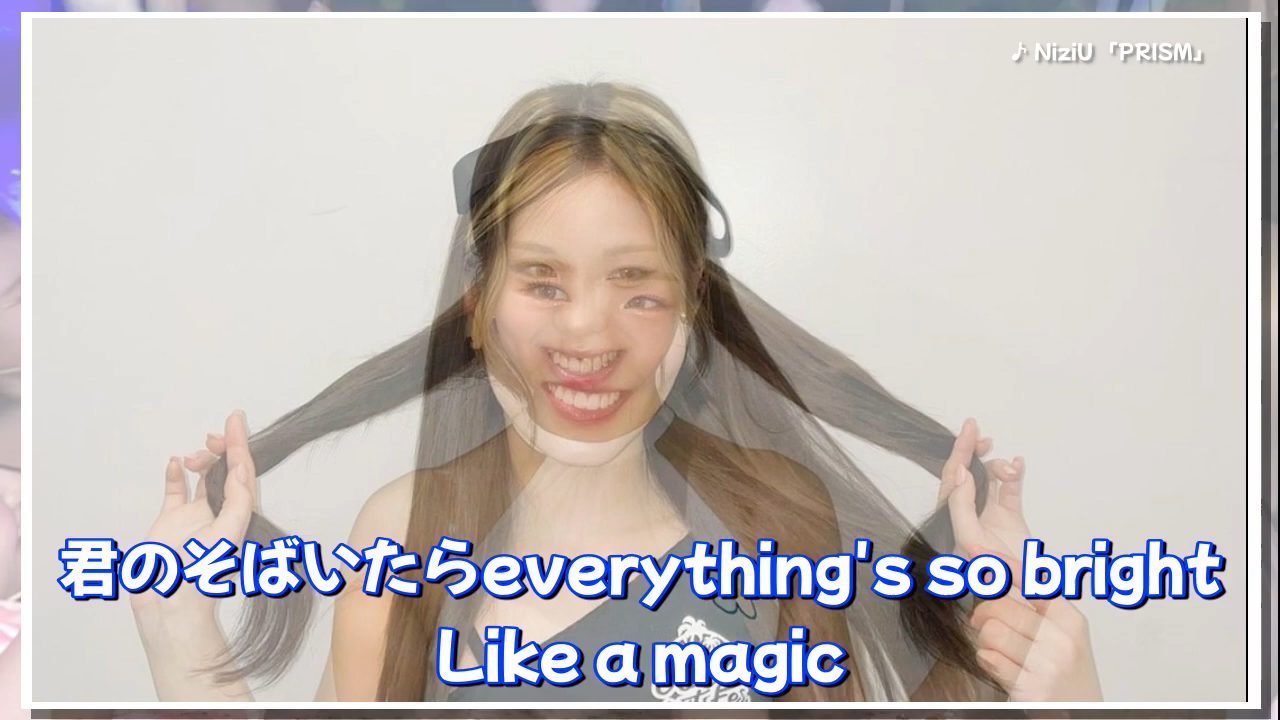 ♪ NiziU 「PRISM」
君のそばいたらeverything's so bright
Like a magic